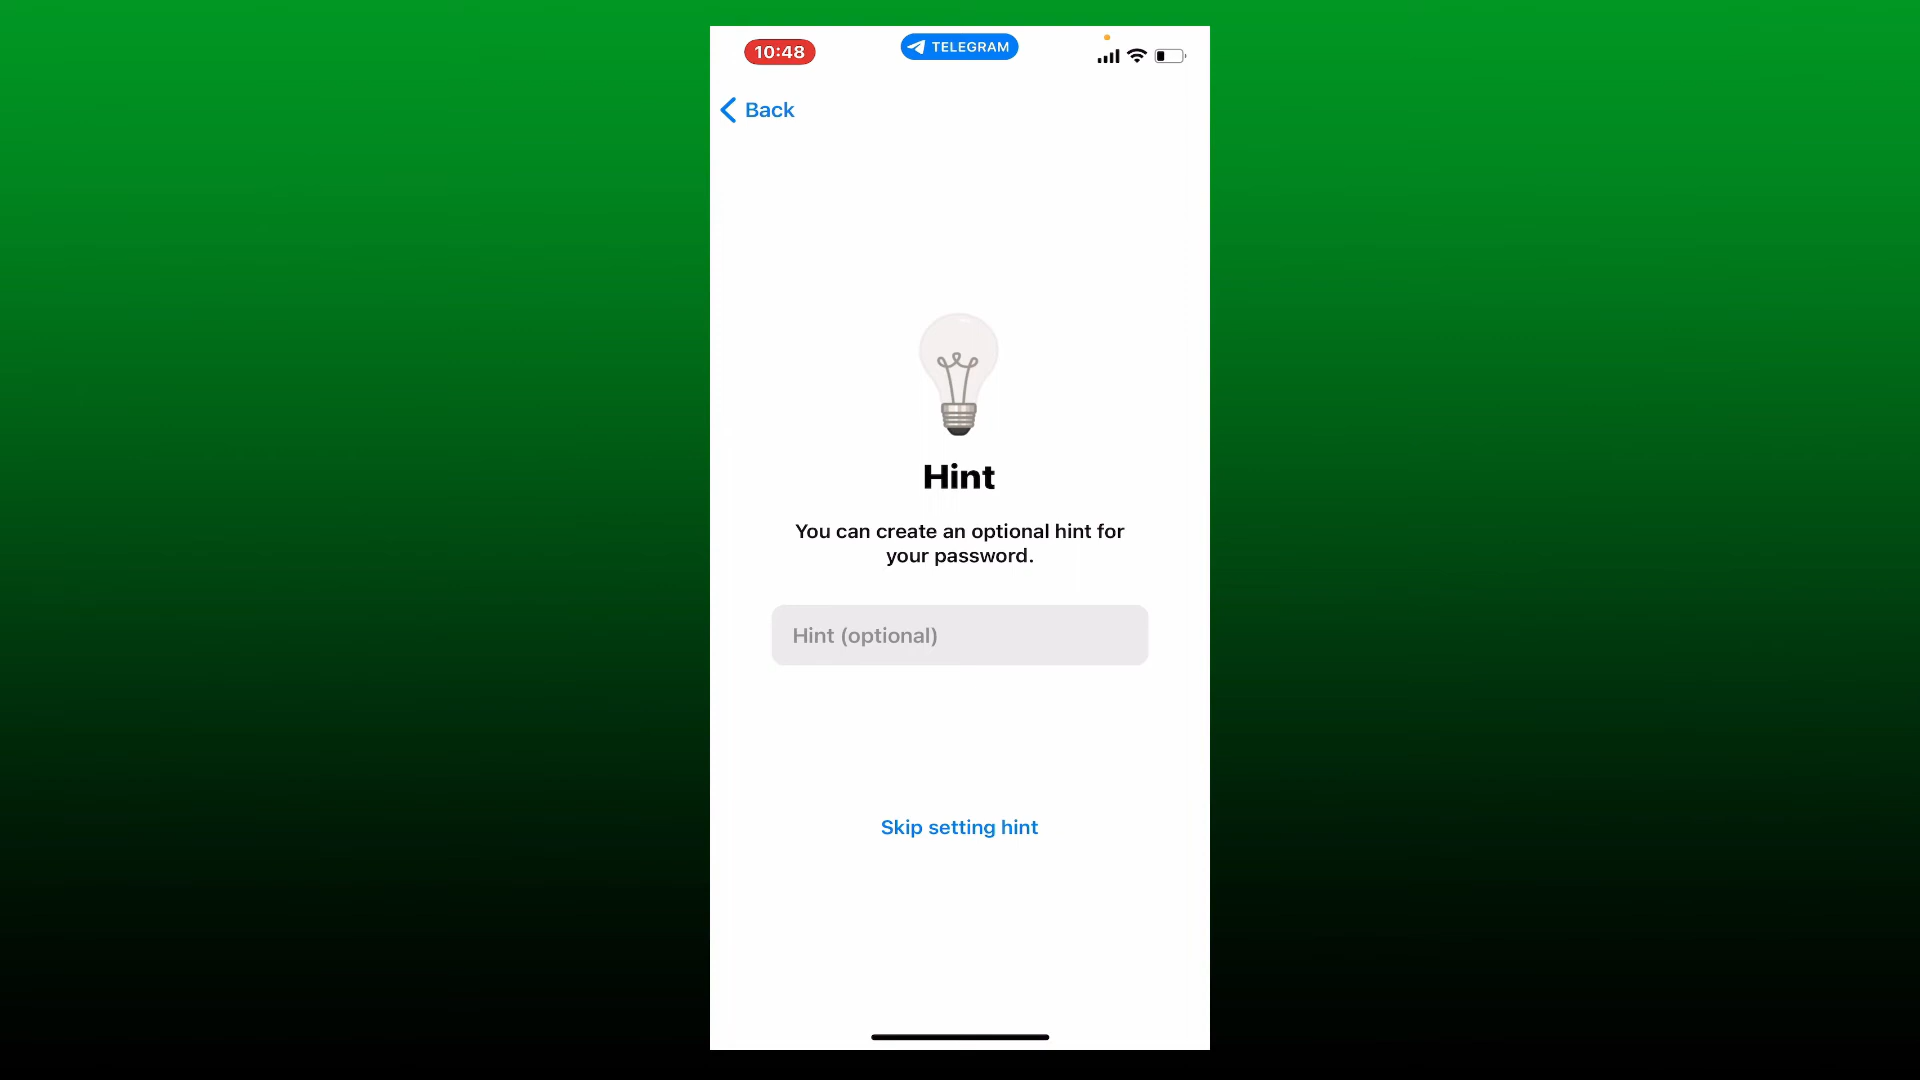 10:48
TELEGRAM
Back
Hint
You can create an optional hint for
your password.
Hint (optional)
Skip setting hint